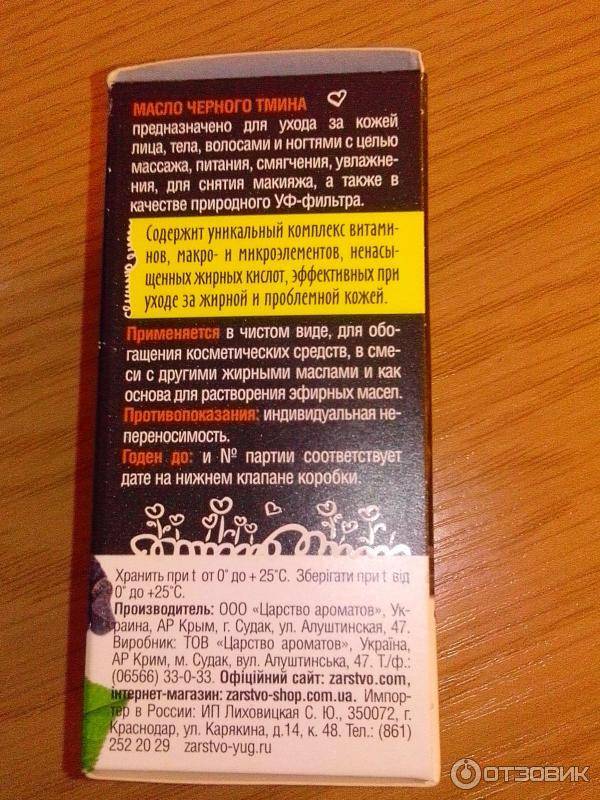 МАСЛО ЧЕРНОГО ТМИНА
предназначено для ухода за кожей
лица, тела, волосами и ногтями с целью
массажа, питания, смягчения, увлажне-
ния, для снятия макияжа, а также в
качестве природного УФ-фильтра.
Содержит уникальный комплекс витами-
нов, макро- и микроэлементов, ненасы-
щенных жирных кислот, эффективных при
уходе за жирной и проблемной кожей.
Применяется в чистом виде, для обо-
гащения косметических средств, в сме-
си с другими жирными маслами и как
основа для растворения эфирных масел.
Противопоказания: индивидуальная не-
переносимость.
Годен до: и № партии соответствует
дате на нижнем клапане коробки.
Хранить при t от 0° до + 25°С. Зберігати при t від
0° до +25°С.
Производитель: ООО «Царство ароматов», Ук-
раина, АР Крым, г. Судак, ул. Алуштинская, 47.
Виробник: ТОВ «Царство ароматов», Україна,
АР Крим, м. Судак, вул. Алуштинська, 47. Т./ф.:
(06566) 33-0-33. Офіційний сайт: zarstvo.com,
інтернет-магазин: zarstvo-shop.com.ua. Импор-
тер в России: ИП Лиховицкая С. Ю., 350072, г.
Краснодар, ул. Карякина, д.14, к. 48. Тел.: (861)
252 20 29 zarstvo-yug.ru
ОТЗОВИК